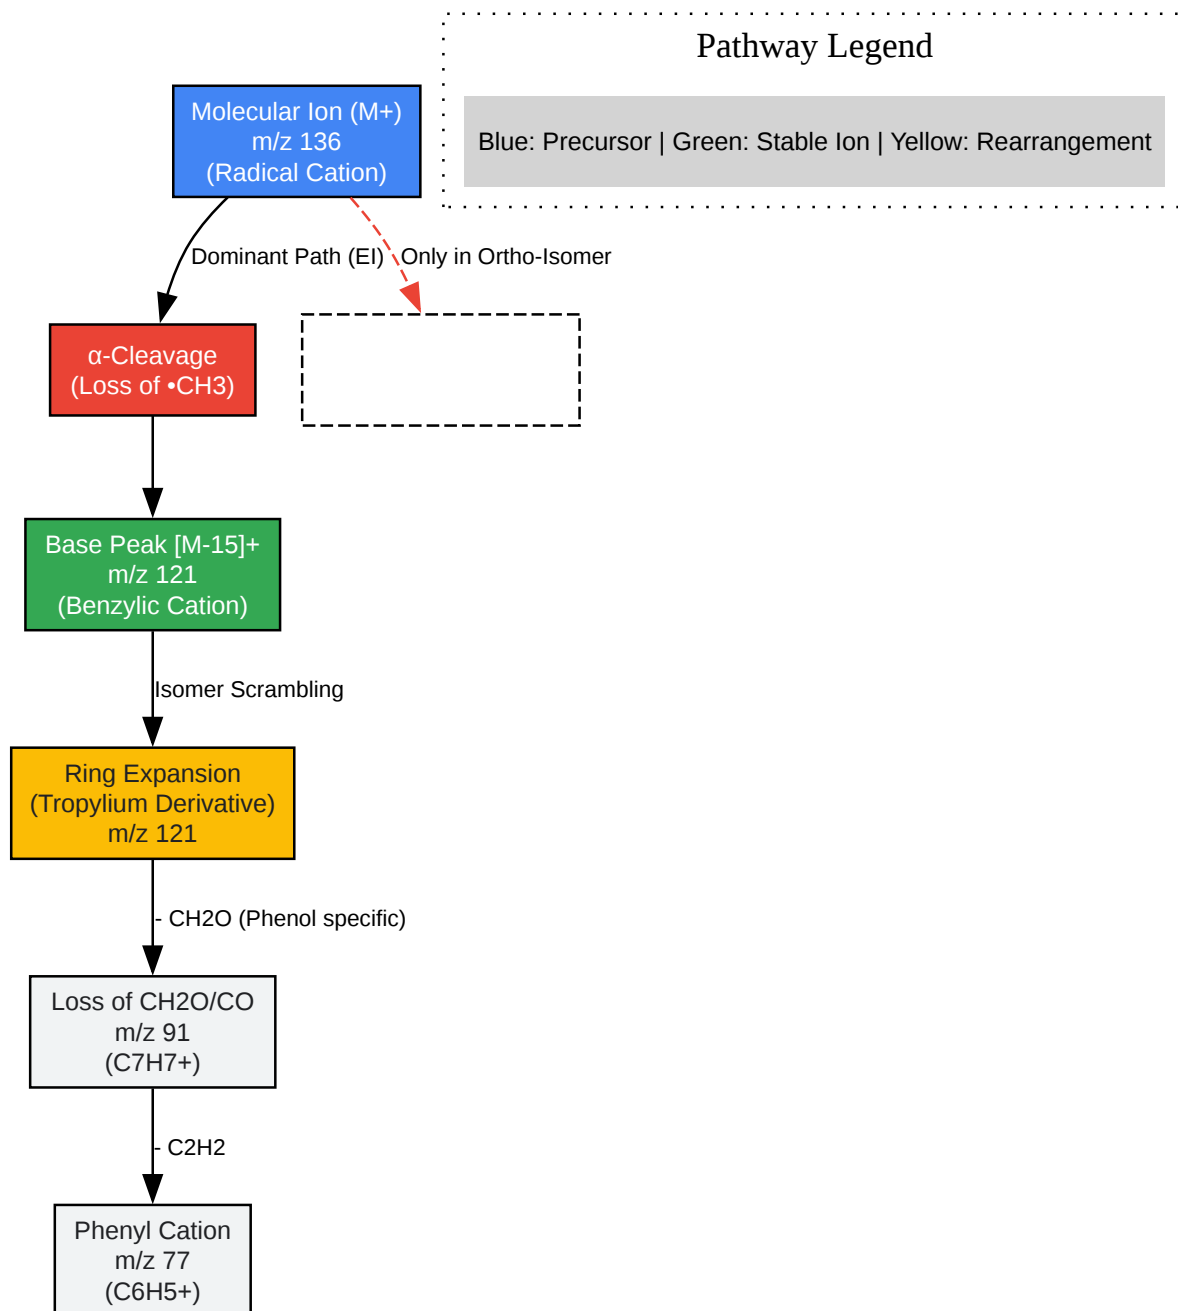 Pathway Legend
Blue: Precursor | Green: Stable Ion | Yellow: Rearrangement
Molecular Ion (M+)
m/z 136
(Radical Cation)
Dominant Path (EI)
Only in Ortho-Isomer
α-Cleavage
(Loss of •CH3)
Base Peak [M-15]+
m/z 121
(Benzylic Cation)
Isomer Scrambling
Ring Expansion
(Tropylium Derivative)
m/z 121
- CH2O (Phenol specific)
Loss of CH2O/CO
m/z 91
(C7H7+)
- C2H2
Phenyl Cation
m/z 77
(C6H5+)